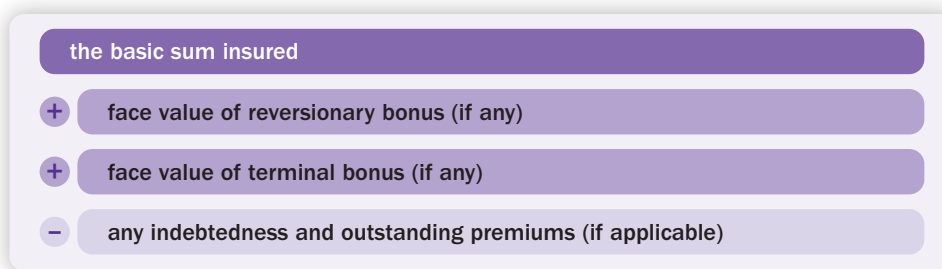 the basic sum insured
+ face value of reversionary bonus (if any)
+ face value of terminal bonus (if any)
– any indebtedness and outstanding premiums (if applicable)